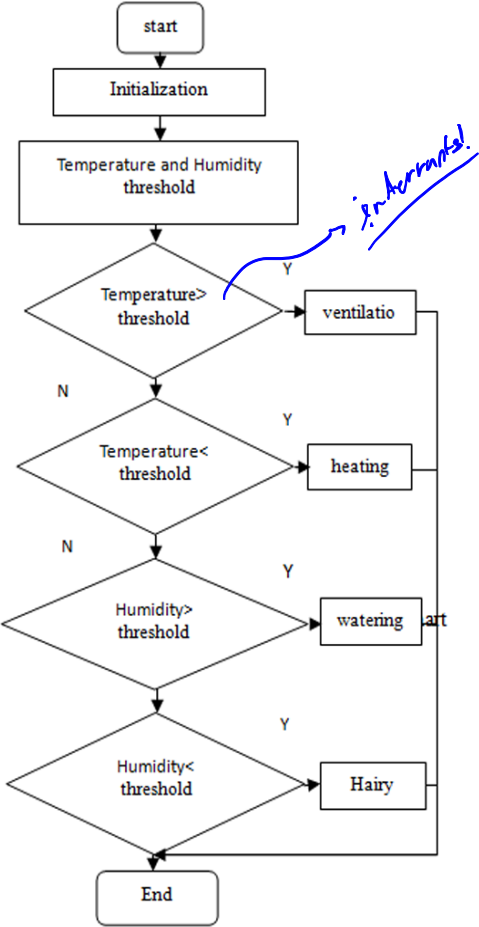 start
Initialization
Temperature and Humidity
threshold
interrupts!
Y
Temperature>
threshold
ventilatio
N
Y
Temperature<
threshold
heating
N
Y
Humidity>
threshold
watering
art
Y
Humidity<
threshold
Hairy
End